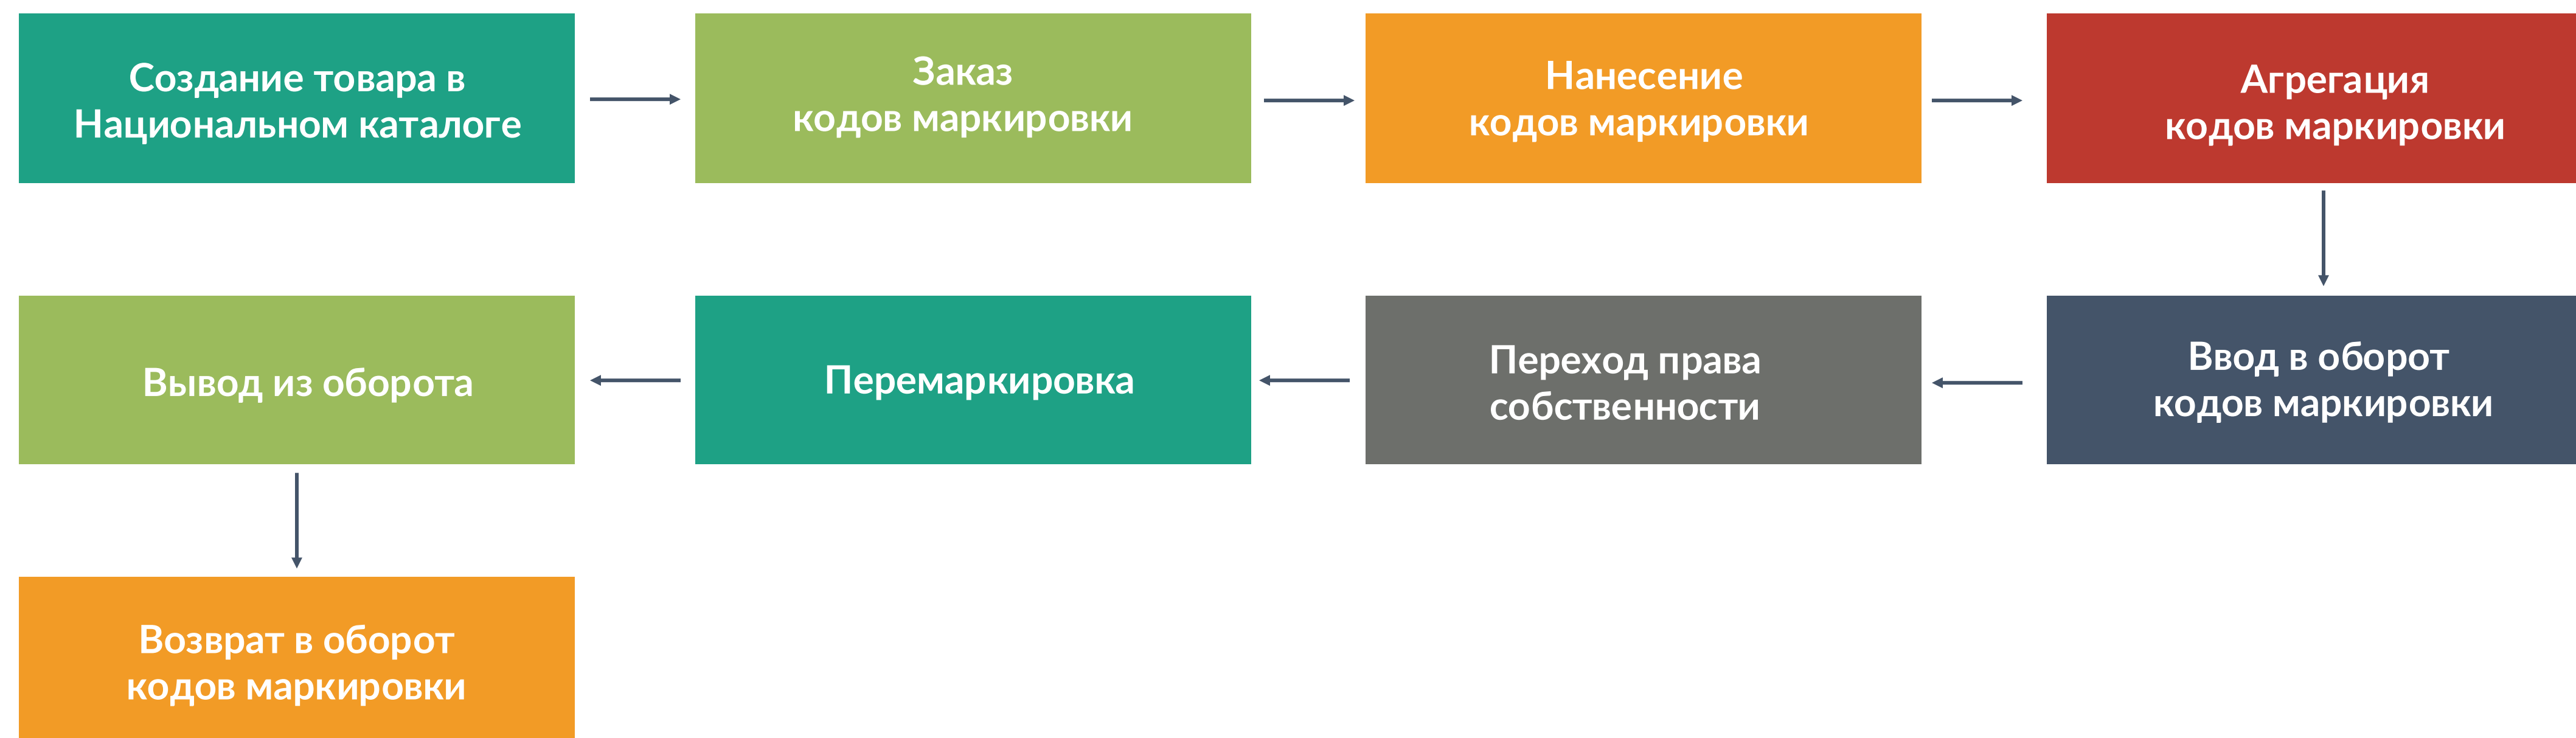 Создание товара в
Национальном каталоге
Заказ
кодов маркировки
Нанесение
кодов маркировки
Агрегация
кодов маркировки
Ввод в оборот
кодов маркировки
Переход права
собственности
Перемаркировка
Вывод из оборота
Возврат в оборот
кодов маркировки